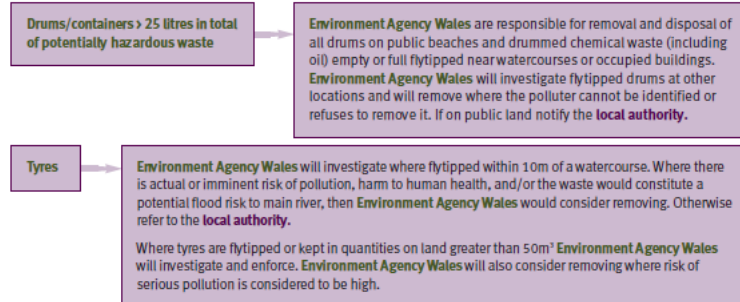 Drums/containers > 25 litres in total
of potentially hazardous waste
Environment Agency Wales are responsible for removal and disposal of
all drums on public beaches and drummed chemical waste (including
oil) empty or full flytipped near watercourses or occupied buildings.
Environment Agency Wales will investigate flytipped drums at other
locations and will remove where the polluter cannot be identified or
refuses to remove it. If on public land notify the local authority.
Tyres
Environment Agency Wales will investigate where flytipped within 10m of a watercourse. Where there
is actual or imminent risk of pollution, harm to human health, and/or the waste would constitute a
potential flood risk to main river, then Environment Agency Wales would consider removing. Otherwise
refer to the local authority.
Where tyres are flytipped or kept in quantities on land greater than 50m³ Environment Agency Wales
will investigate and enforce. Environment Agency Wales will also consider removing where risk of
serious pollution is considered to be high.